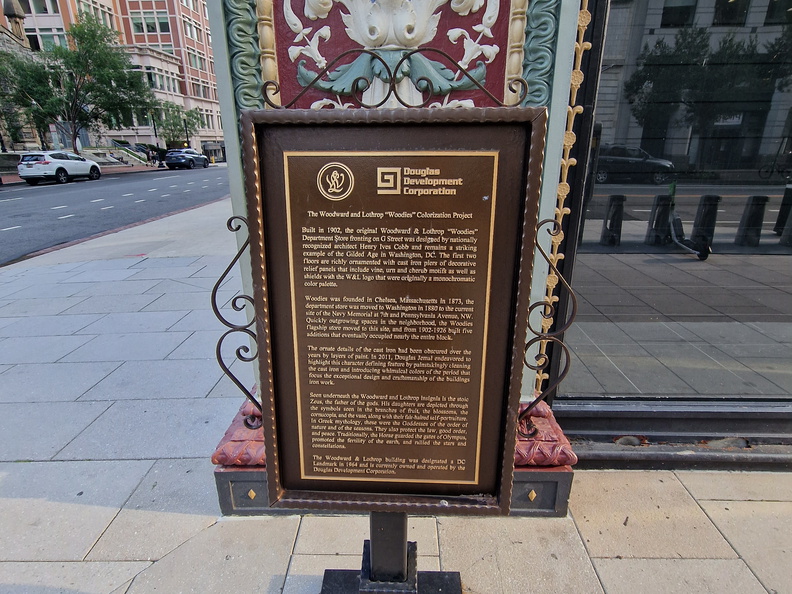 Douglas
Development
Corporation
The Woodward and Lothrop "Woodies" Colorization Project
Built in 1902, the original Woodward & Lothrop "Woodies"
Department Store fronting on G Street was designed by nationally
recognized architect Henry Ives Cobb and remains a striking
example of the Gilded Age in Washington, DC. The first two
floors are richly ornamented with cast iron piers of decorative
relief panels that include vine, urn and cherub motifs as well as
shields with the W&L logo that were originally a monochromatic
color palette.
Woodies was founded in Chelsea, Massachusetts in 1873, the
department store was moved to Washington in 1880 to the current
site of the Navy Memorial at 7th and Pennsylvania Avenue, NW.
Quickly outgrowing spaces in the neighborhood, the Woodies
flagship store moved to this site, and from 1902-1926 built five
additions that eventually occupied nearly the entire block.
The ornate details of the cast iron had been obscured over the
years by layers of paint. In 2011, Douglas Jemal endeavored to
highlight this character defining feature by painstakingly cleaning
the cast iron and introducing whimsical colors of the period that
focus the exceptional design and craftsmanship of the buildings
iron work.
Seen underneath the Woodward and Lothrop Insignia is the stoic
Zeus, the father of the gods. His daughters are depicted through
the symbols seen in the branches of fruit, the blossoms, the
cornucopia, and the vase, along with their fair-haired self-portraiture.
In Greek mythology, these were the Goddesses of the order of
nature and of the seasons. They also protect the law, good order,
and peace. Traditionally, the Horae guarded the gates of Olympus,
promoted the fertility of the earth, and rallied the stars and
constellations.
The Woodward & Lothrop building was designated a DC
Landmark in 1964 and is currently owned and operated by the
Douglas Development Corporation.